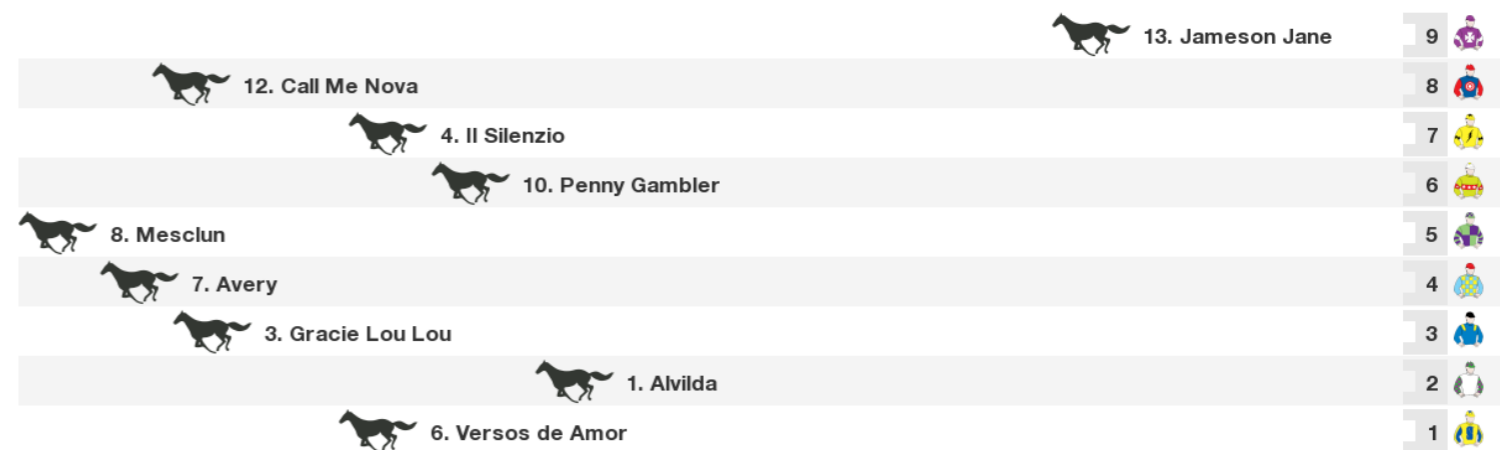 13. Jameson Jane 9
12. Call Me Nova 8
4. Il Silenzio 7
10. Penny Gambler 6
8. Mesclun 5
7. Avery 4
3. Gracie Lou Lou 3
1. Alvilda 2
6. Versos de Amor 1